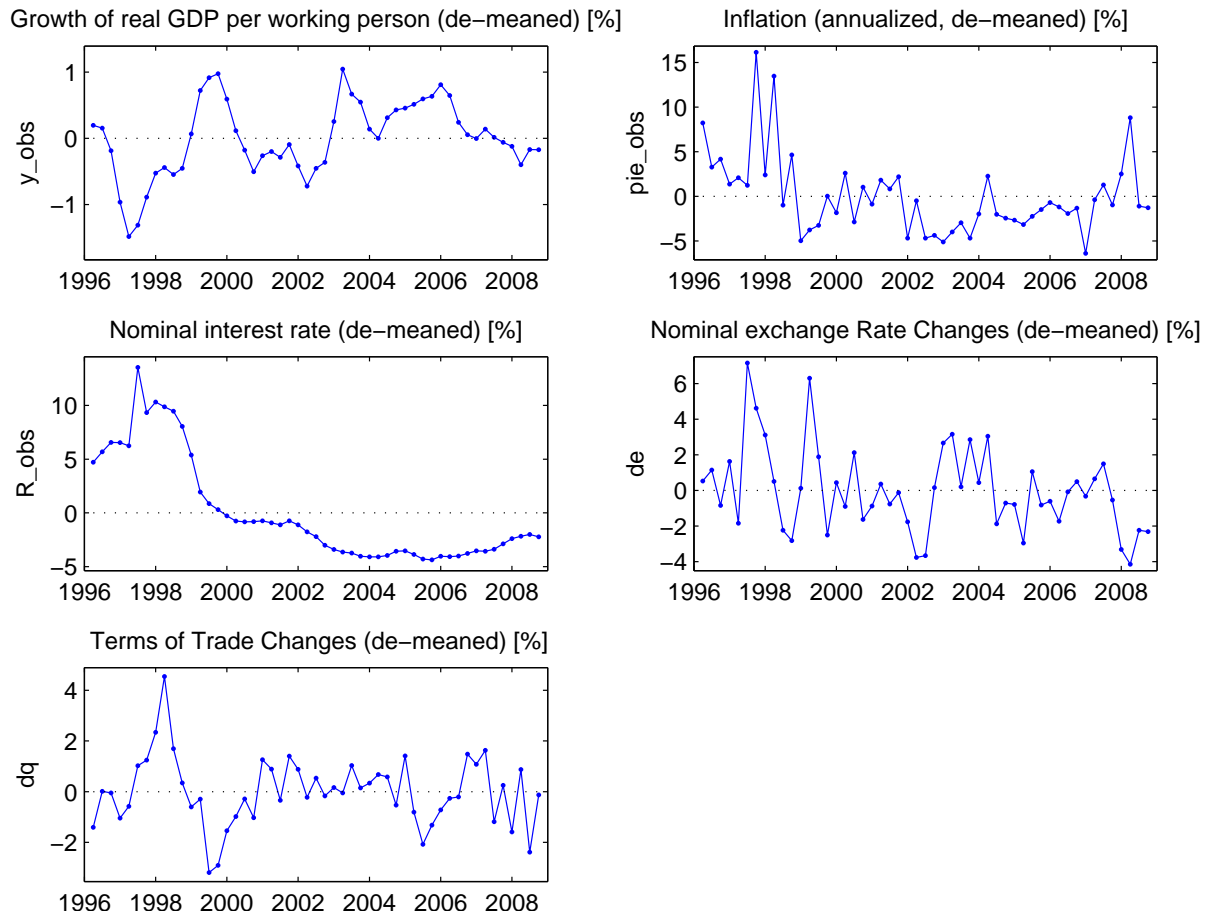 Growth of real GDP per working person (de−meaned) [%]
1
0
−1
y_obs
1996 1998 2000 2002 2004 2006 2008
Inflation (annualized, de−meaned) [%]
15
10
5
0
−5
pie_obs
1996 1998 2000 2002 2004 2006 2008
Nominal interest rate (de−meaned) [%]
10
5
0
−5
R_obs
1996 1998 2000 2002 2004 2006 2008
Nominal exchange Rate Changes (de−meaned) [%]
6
4
2
0
−2
−4
de
1996 1998 2000 2002 2004 2006 2008
Terms of Trade Changes (de−meaned) [%]
4
2
0
−2
dq
1996 1998 2000 2002 2004 2006 2008